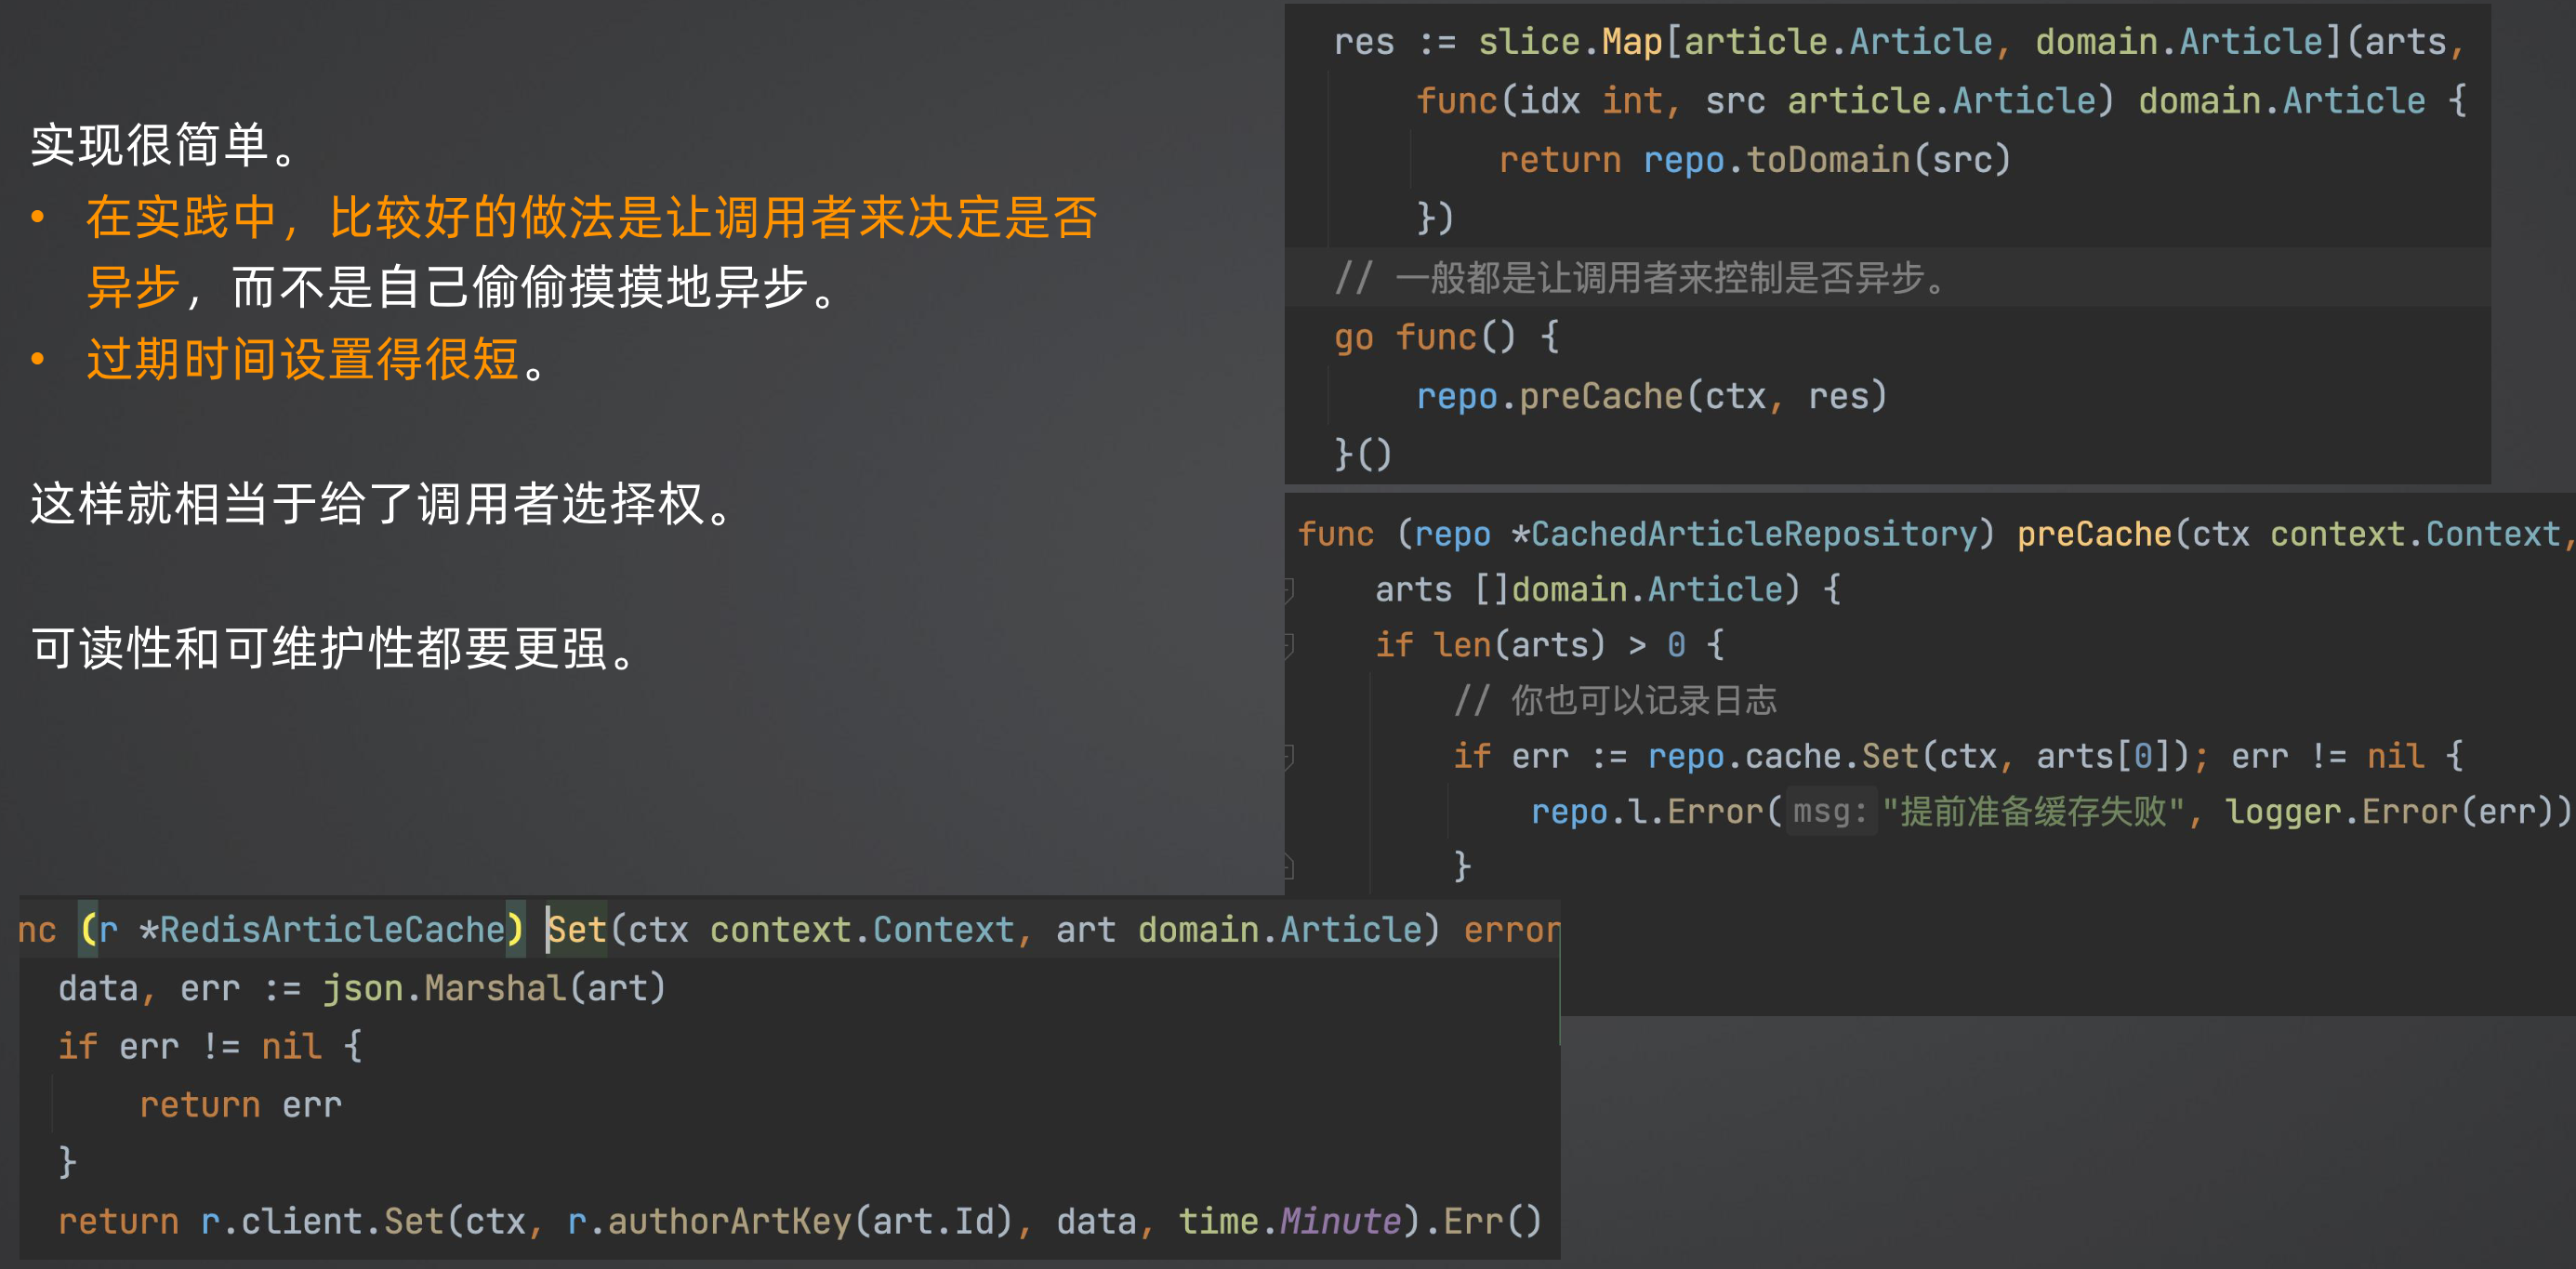 实现很简单。
• 在实践中，比较好的做法是让调用者来决定是否
异步，而不是自己偷偷摸摸地异步。
• 过期时间设置得很短。
这样就相当于给了调用者选择权。
可读性和可维护性都要更强。
res := slice.Map[article.Article, domain.Article](arts,
func(idx int, src article.Article) domain.Article {
return repo.toDomain(src)
})
// 一般都是让调用者来控制是否异步。
go func() {
repo.preCache(ctx, res)
}()
func (repo *CachedArticleRepository) preCache(ctx context.Context,
arts []domain.Article) {
if len(arts) > 0 {
// 你也可以记录日志
if err := repo.cache.Set(ctx, arts[0]); err != nil {
repo.l.Error( msg: "提前准备缓存失败", logger.Error(err))
}
nc (r *RedisArticleCache) Set(ctx context.Context, art domain.Article) error
data, err := json.Marshal(art)
if err != nil {
return err
}
return r.client.Set(ctx, r.authorArtKey(art.Id), data, time.Minute).Err()